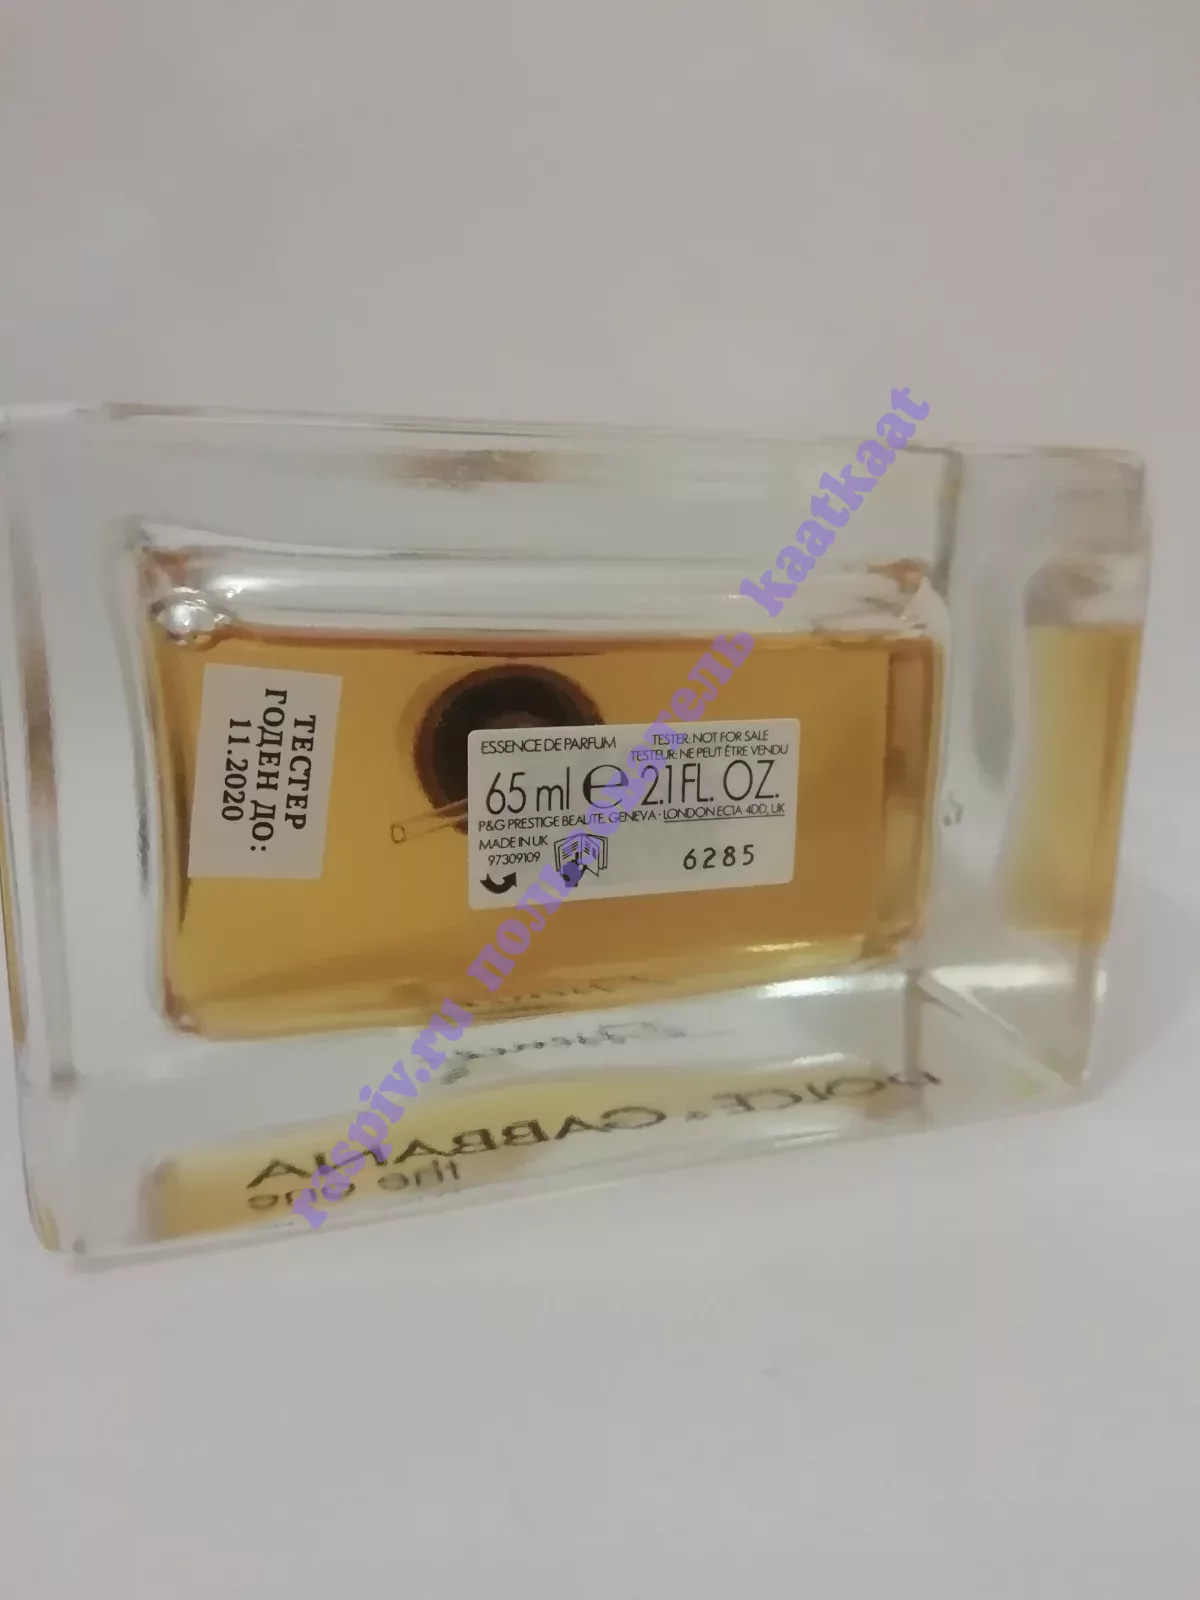 ТЕСТЕР
ГОДЕН ДО:
11.2020
ESSENCE DE PARFUM
TESTER: NOT FOR SALE
TESTEUR: NE PEUT ÊTRE VENDU
65 ml e 2.1 FL. OZ.
P&G PRESTIGE BEAUTE, GENEVA · LONDON EC1A 4DD, UK
MADE IN UK
97309109
6285
DOLCE & GABBANA
the one
raspiv.ru пользователь kaatkaat